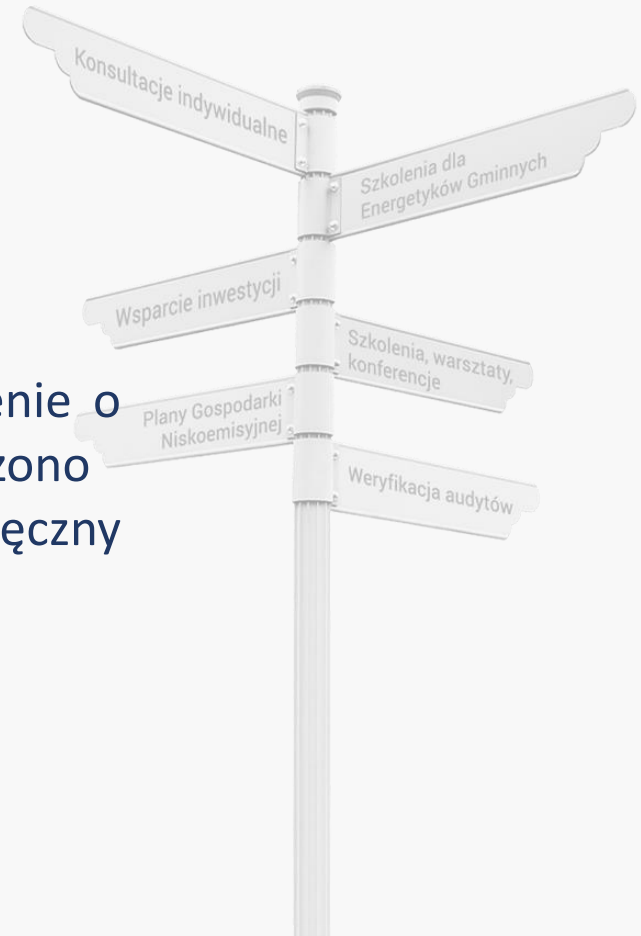 Konsultacje indywidualne
Szkolenia dla
Energetyków Gminnych
Wsparcie inwestycji
Szkolenia, warsztaty,
konferencje
Plany Gospodarki
Niskoemisyjnej
Weryfikacja audytów
enie o
zono
ęczny